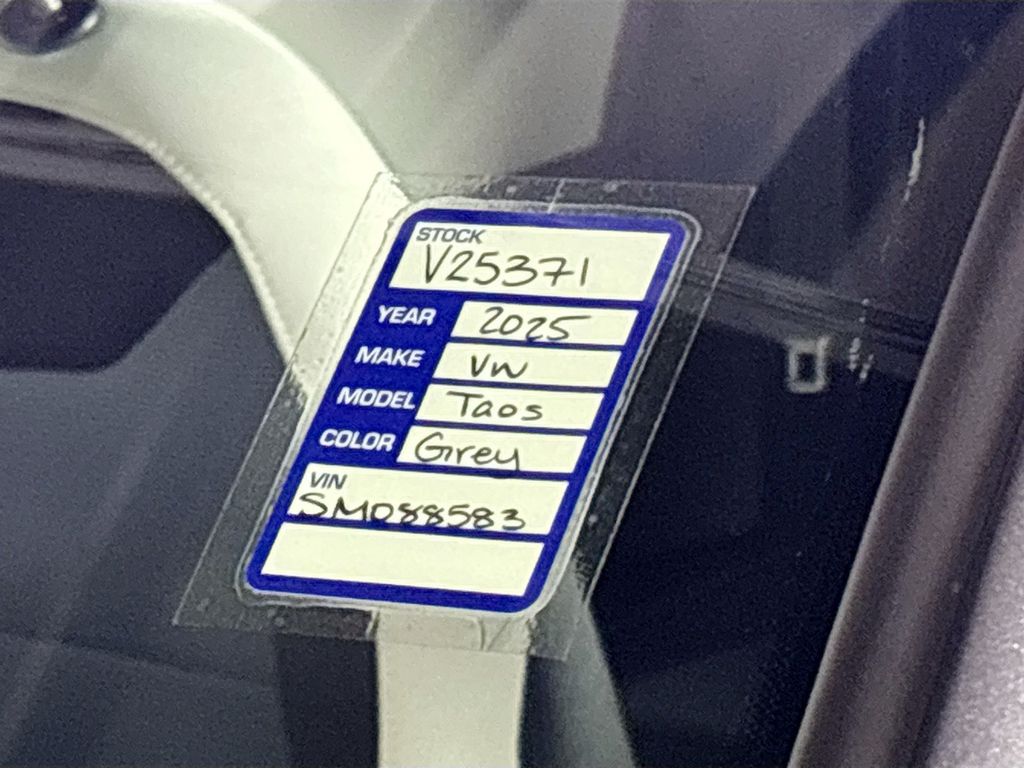 STOCK
V25371
YEAR 2025
MAKE VW
MODEL Taos
COLOR Grey
VIN
SM088583